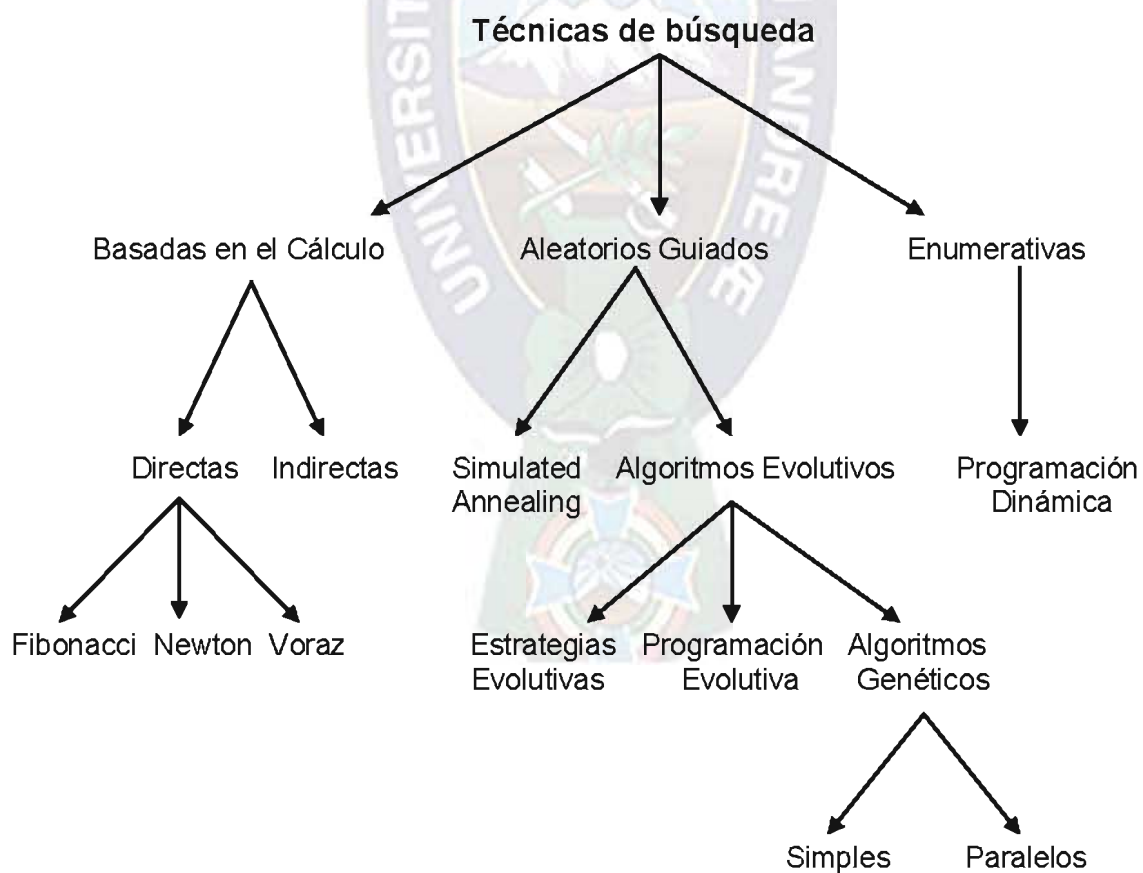 Técnicas de búsqueda
Basadas en el Cálculo
Aleatorios Guiados
Enumerativas
Directas
Indirectas
Simulated
Annealing
Algoritmos Evolutivos
Programación
Dinámica
Fibonacci
Newton
Voraz
Estrategias
Evolutivas
Programación
Evolutiva
Algoritmos
Genéticos
Simples
Paralelos